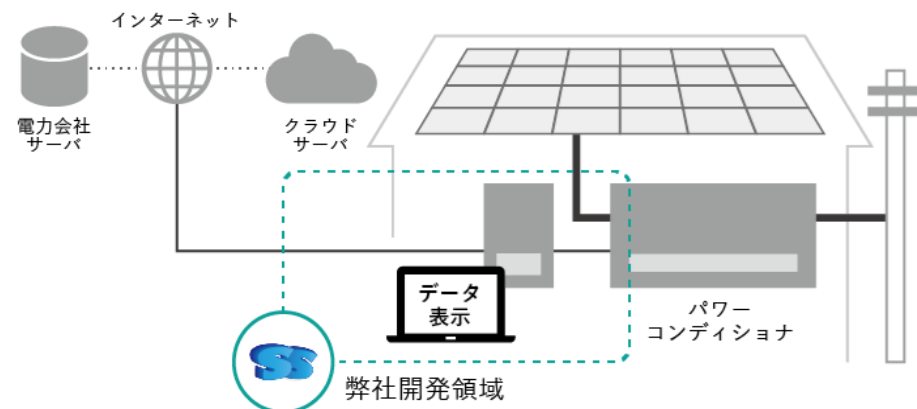 インターネット
電力会社
サーバ
クラウド
サーバ
データ
表示
パワー
コンディショナ
SS
弊社開発領域